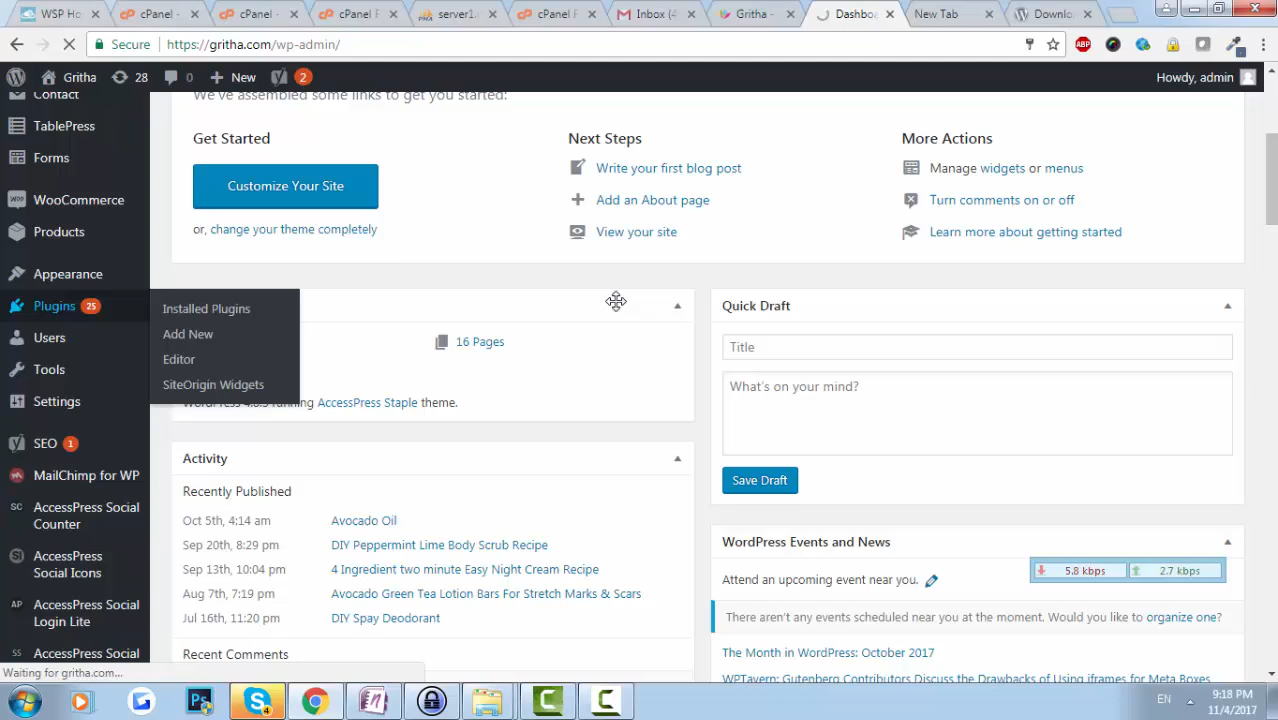 WSP Ho
cPanel -
cPanel -
cPanel F
server1.
cPanel F
Inbox (4
Gritha -
Dashbo
New Tab
Downlo
Secure
https://gritha.com/wp-admin/
Gritha
28
0
New
2
Howdy, admin
Contact
TablePress
Forms
WooCommerce
Products
Appearance
Plugins 25
Users
Tools
Settings
SEO 1
MailChimp for WP
AccessPress Social
Counter
AccessPress
Social Icons
AccessPress Social
Login Lite
AccessPress Social
Installed Plugins
Add New
Editor
SiteOrigin Widgets
We've assembled some links to get you started:
Get Started
Customize Your Site
or, change your theme completely
Next Steps
Write your first blog post
Add an About page
View your site
More Actions
Manage widgets or menus
Turn comments on or off
Learn more about getting started
16 Pages
running AccessPress Staple theme.
Activity
Recently Published
Oct 5th, 4:14 am Avocado Oil
Sep 20th, 8:29 pm DIY Peppermint Lime Body Scrub Recipe
Sep 13th, 10:04 pm 4 Ingredient two minute Easy Night Cream Recipe
Aug 7th, 7:19 pm Avocado Green Tea Lotion Bars For Stretch Marks & Scars
Jul 16th, 11:20 pm DIY Spay Deodorant
Recent Comments
Quick Draft
Title
What's on your mind?
Save Draft
WordPress Events and News
Attend an upcoming event near you.
5.8 kbps
2.7 kbps
There aren't any events scheduled near you at the moment. Would you like to organize one?
The Month in WordPress: October 2017
WPTavern: Gutenberg Contributors Discuss the Drawbacks of Using iframes for Meta Boxes
Waiting for gritha.com...
EN
9:18 PM
11/4/2017